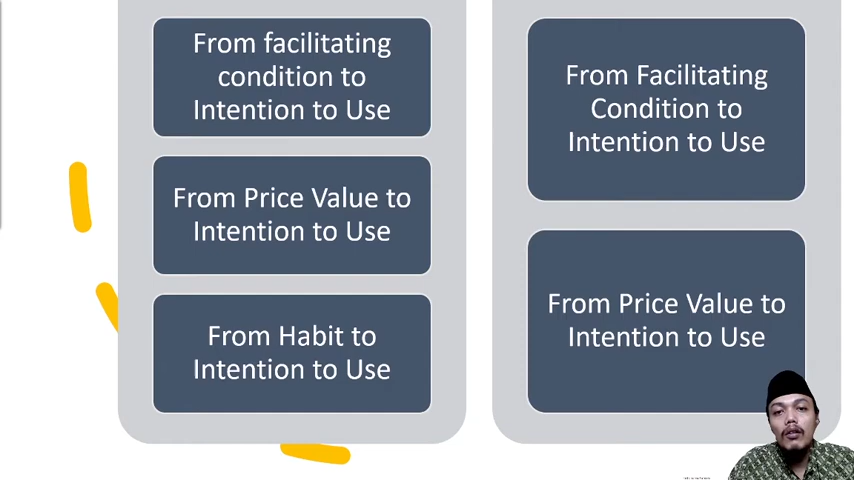 From facilitating
condition to
Intention to Use
From Price Value to
Intention to Use
From Habit to
Intention to Use
From Facilitating
Condition to
Intention to Use
From Price Value to
Intention to Use